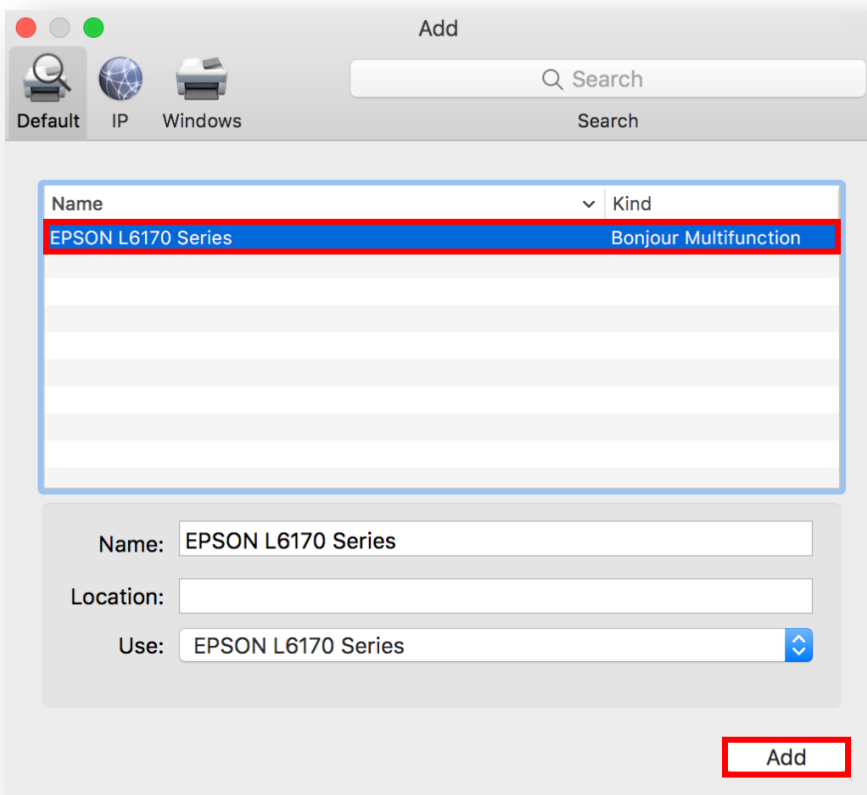 Add
Search
Default IP Windows Search
Name Kind
EPSON L6170 Series Bonjour Multifunction
Name: EPSON L6170 Series
Location:
Use: EPSON L6170 Series
Add